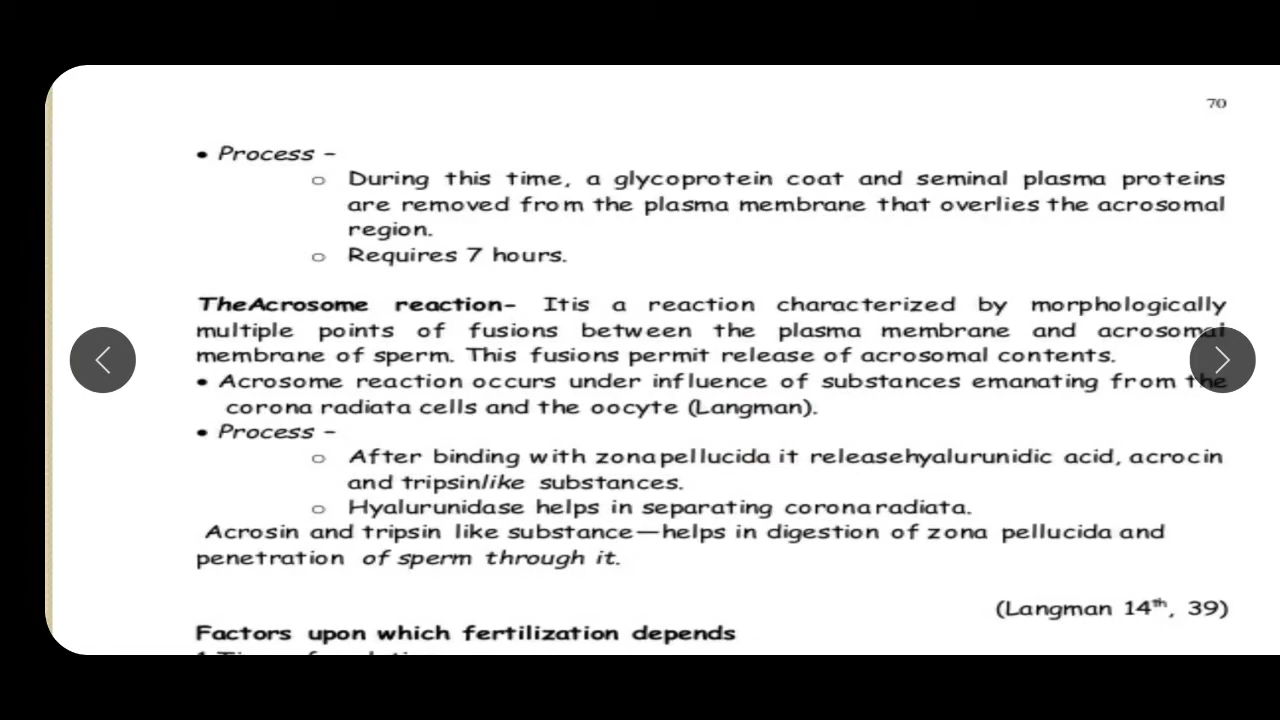 70
• Process –
○ During this time, a glycoprotein coat and seminal plasma proteins
are removed from the plasma membrane that overlies the acrosomal
region.
○ Requires 7 hours.
TheAcrosome reaction- Itis a reaction characterized by morphologically
multiple points of fusions between the plasma membrane and acrosomal
membrane of sperm. This fusions permit release of acrosomal contents.
• Acrosome reaction occurs under influence of substances emanating from the
corona radiata cells and the oocyte (Langman).
• Process –
○ After binding with zonapellucida it releasehyalurunidic acid, acrocin
and tripsinlike substances.
○ Hyalurunidase helps in separating coronaradiata.
Acrosin and tripsin like substance—helps in digestion of zona pellucida and
penetration of sperm through it.
(Langman 14th, 39)
Factors upon which fertilization depends